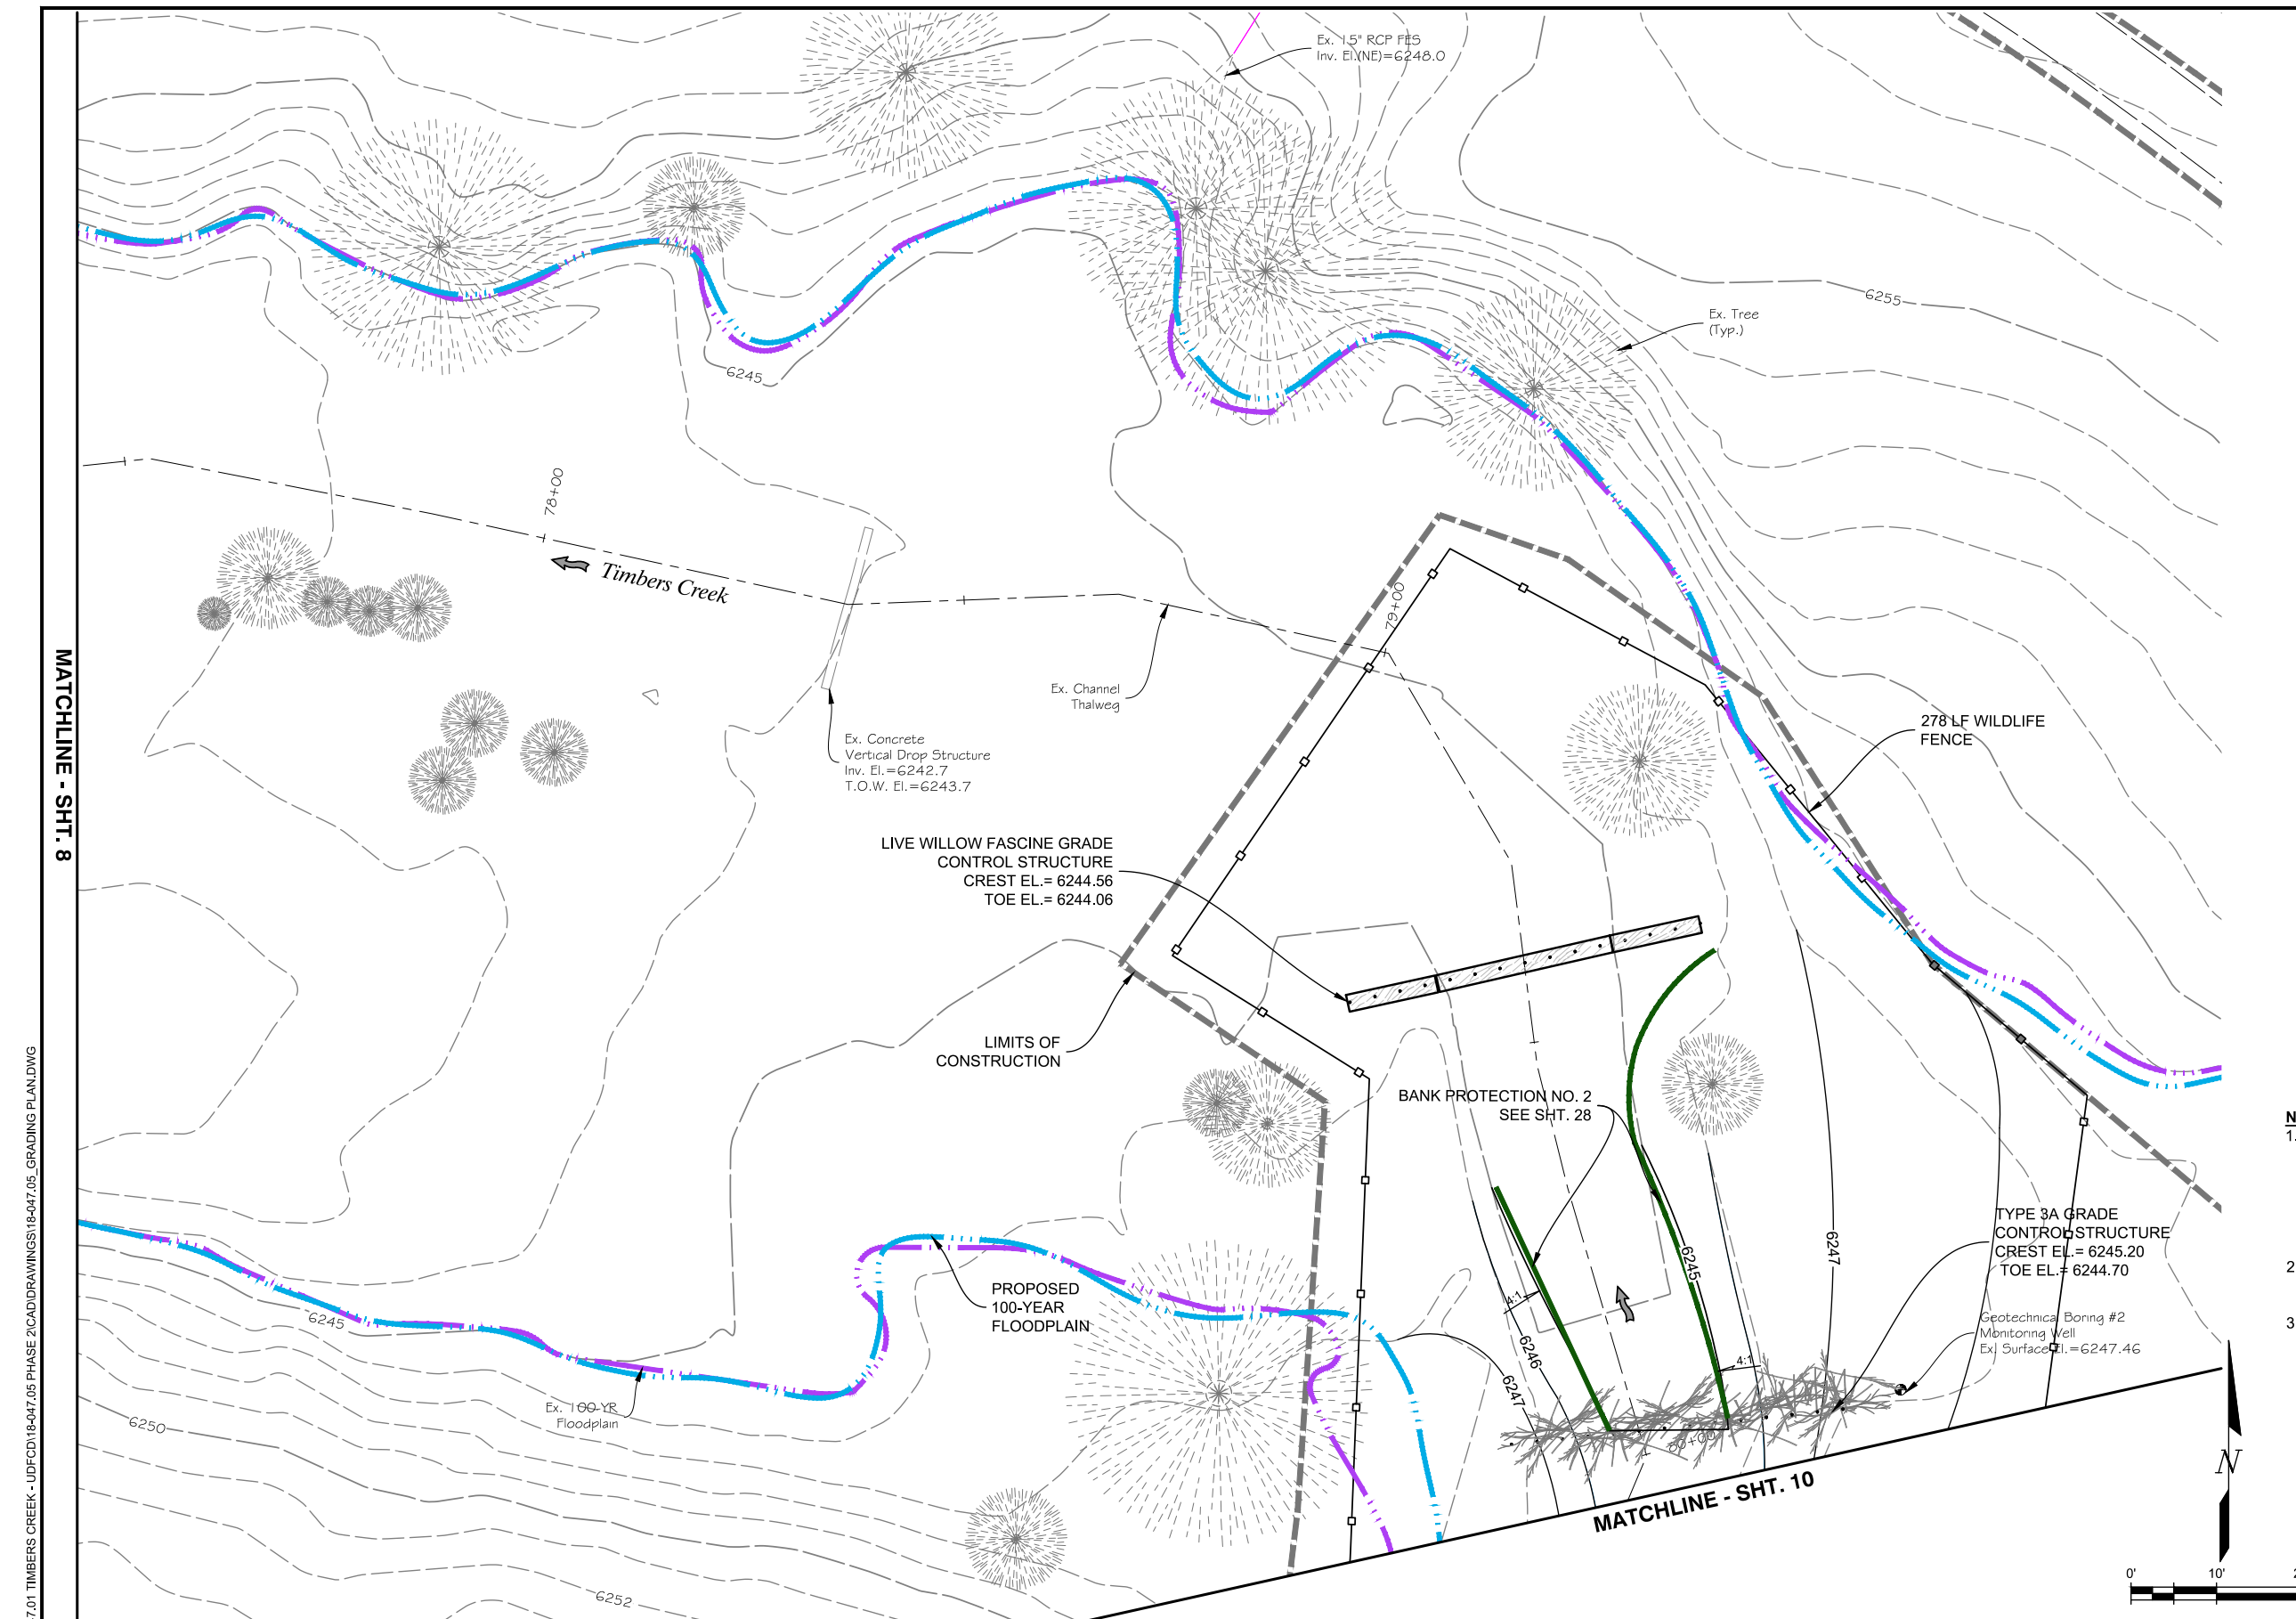 Ex. 15" RCP FES
Inv. El.(NE)=6248.0
6255
Ex. Tree
(Typ.)
6245
78+00
Timbers Creek
79+00
Ex. Channel
Thalweg
278 LF WILDLIFE
FENCE
Ex. Concrete
Vertical Drop Structure
Inv. El.=6242.7
T.O.W. El.=6243.7
MATCHLINE - SHT. 8
LIVE WILLOW FASCINE GRADE
CONTROL STRUCTURE
CREST EL.= 6244.56
TOE EL.= 6244.06
LIMITS OF
CONSTRUCTION
BANK PROTECTION NO. 2
SEE SHT. 28
TYPE 3A GRADE
CONTROL STRUCTURE
CREST EL.= 6245.20
TOE EL.= 6244.70
6247
6245
PROPOSED
100-YEAR
FLOODPLAIN
4:1
6246
6247
4:1
Geotechnical Boring #2
Monitoring Well
Ex. Surface El.=6247.46
6245
Ex. 100-YR
Floodplain
6250
6252
80+00
MATCHLINE - SHT. 10
N
0'
10'
2
N
1.
2
3
7.01 TIMBERS CREEK - UDFCD\18-047.05 PHASE 2\CAD\DRAWINGS\18-047.05_GRADING PLAN.DWG